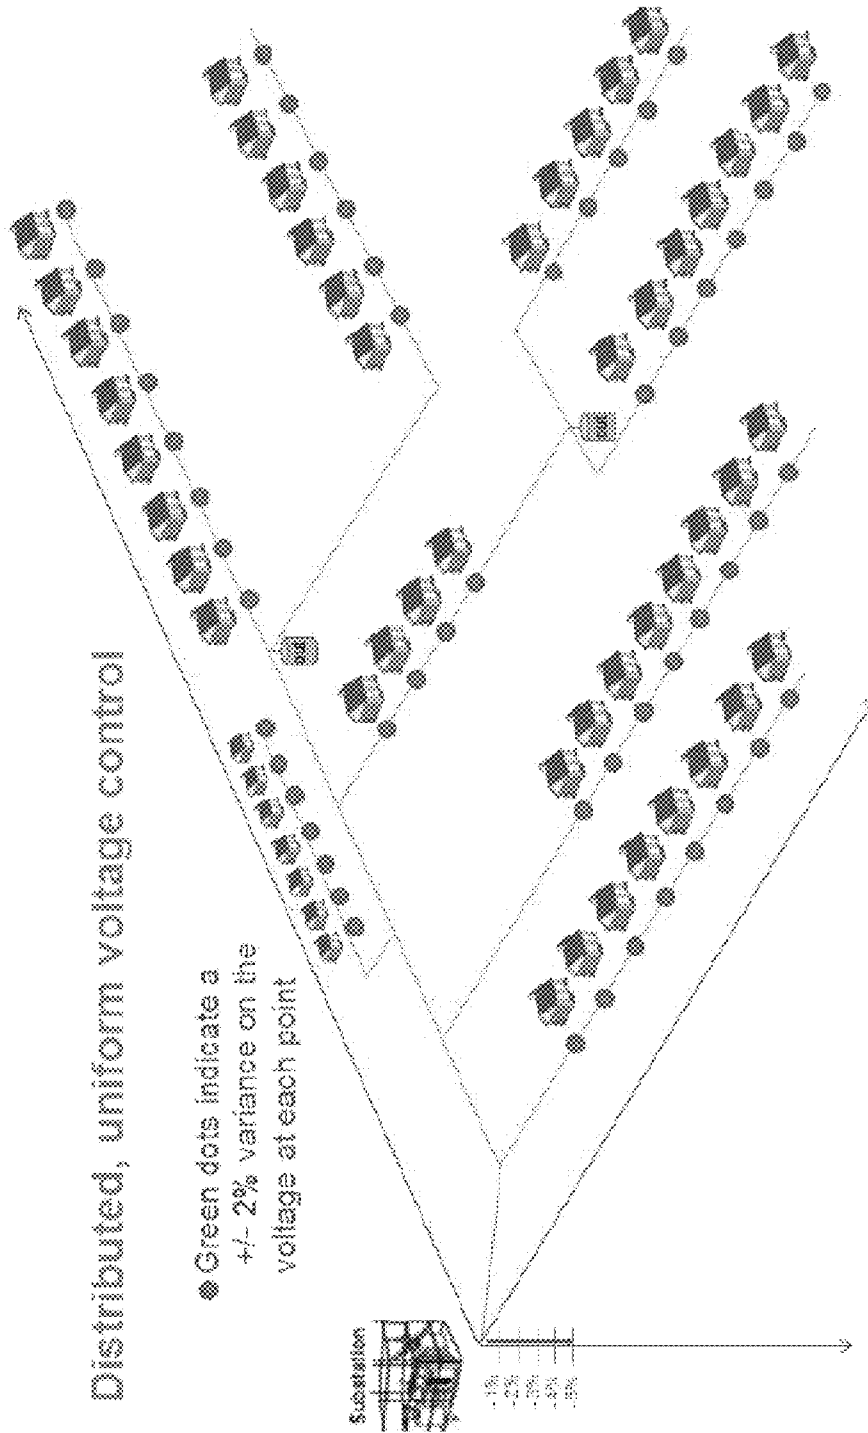 Distributed, uniform voltage control
Green dots indicate a
+/- 2% variance on the
voltage at each point
Substation